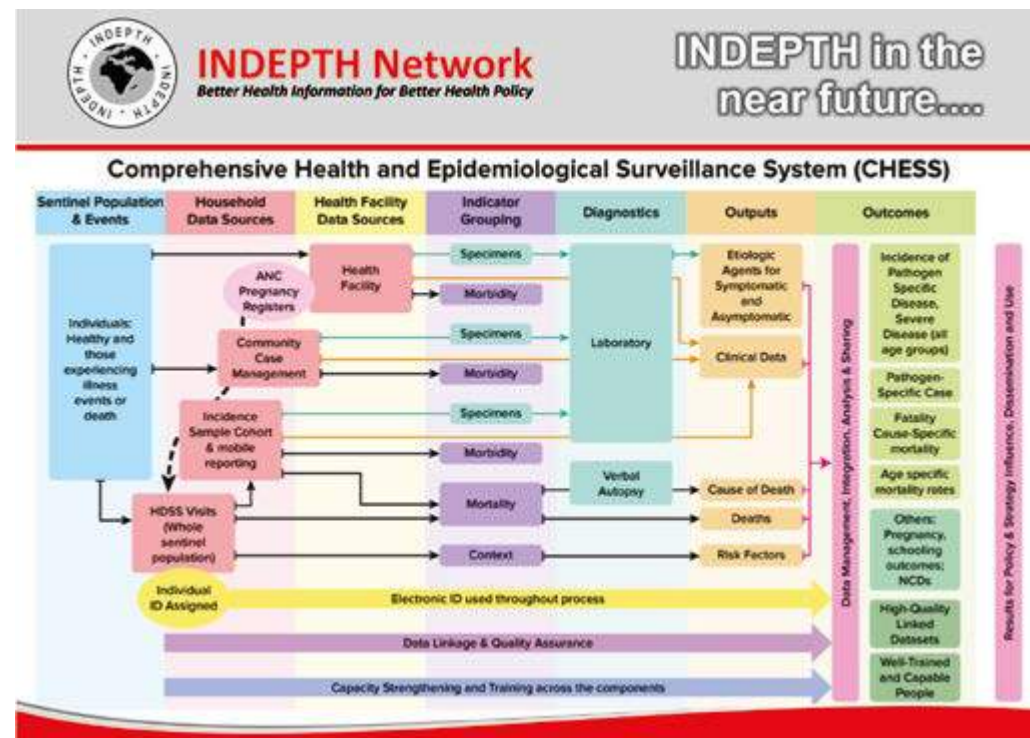 INDEPTH
INDEPTH
INDEPTH
INDEPTH Network
Better Health Information for Better Health Policy
INDEPTH in the
near future....
Comprehensive Health and Epidemiological Surveillance System (CHESS)
Sentinel Population
& Events
Household
Data Sources
Health Facility
Data Sources
Indicator
Grouping
Diagnostics
Outputs
Outcomes
Individuals:
Healthy and
those
experiencing
illness
events or
death
ANC
Pregnancy
Registers
Health
Facility
Community
Case
Management
Incidence
Sample Cohort
& mobile
reporting
HDSS Visits
(Whole
sentinel
population)
Specimens
Morbidity
Specimens
Morbidity
Specimens
Morbidity
Mortality
Context
Laboratory
Verbal
Autopsy
Etiologic
Agents for
Symptomatic
and
Asymptomatic
Clinical Data
Cause of Death
Deaths
Risk Factors
Data Management, Integration, Analysis & Sharing
Incidence of
Pathogen
Specific
Disease,
Severe
Disease (all
age groups)
Pathogen-
Specific Case
Fatality
Cause-Specific
mortality
Age specific
mortality rates
Others:
Pregnancy,
schooling
outcomes;
NCDs
High-Quality
Linked
Datasets
Well-Trained
and Capable
People
Results for Policy & Strategy Influence, Dissemination and Use
Individual
ID Assigned
Electronic ID used throughout process
Data Linkage & Quality Assurance
Capacity Strengthening and Training across the components